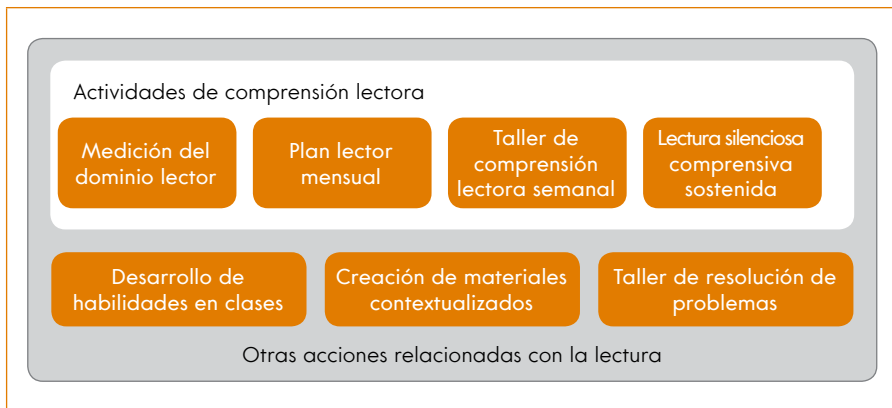 Actividades de comprensión lectora
Medición del
dominio lector
Plan lector
mensual
Taller de
comprensión
lectora semanal
Lectura silenciosa
comprensiva
sostenida
Desarrollo de
habilidades en clases
Creación de materiales
contextualizados
Taller de resolución de
problemas
Otras acciones relacionadas con la lectura